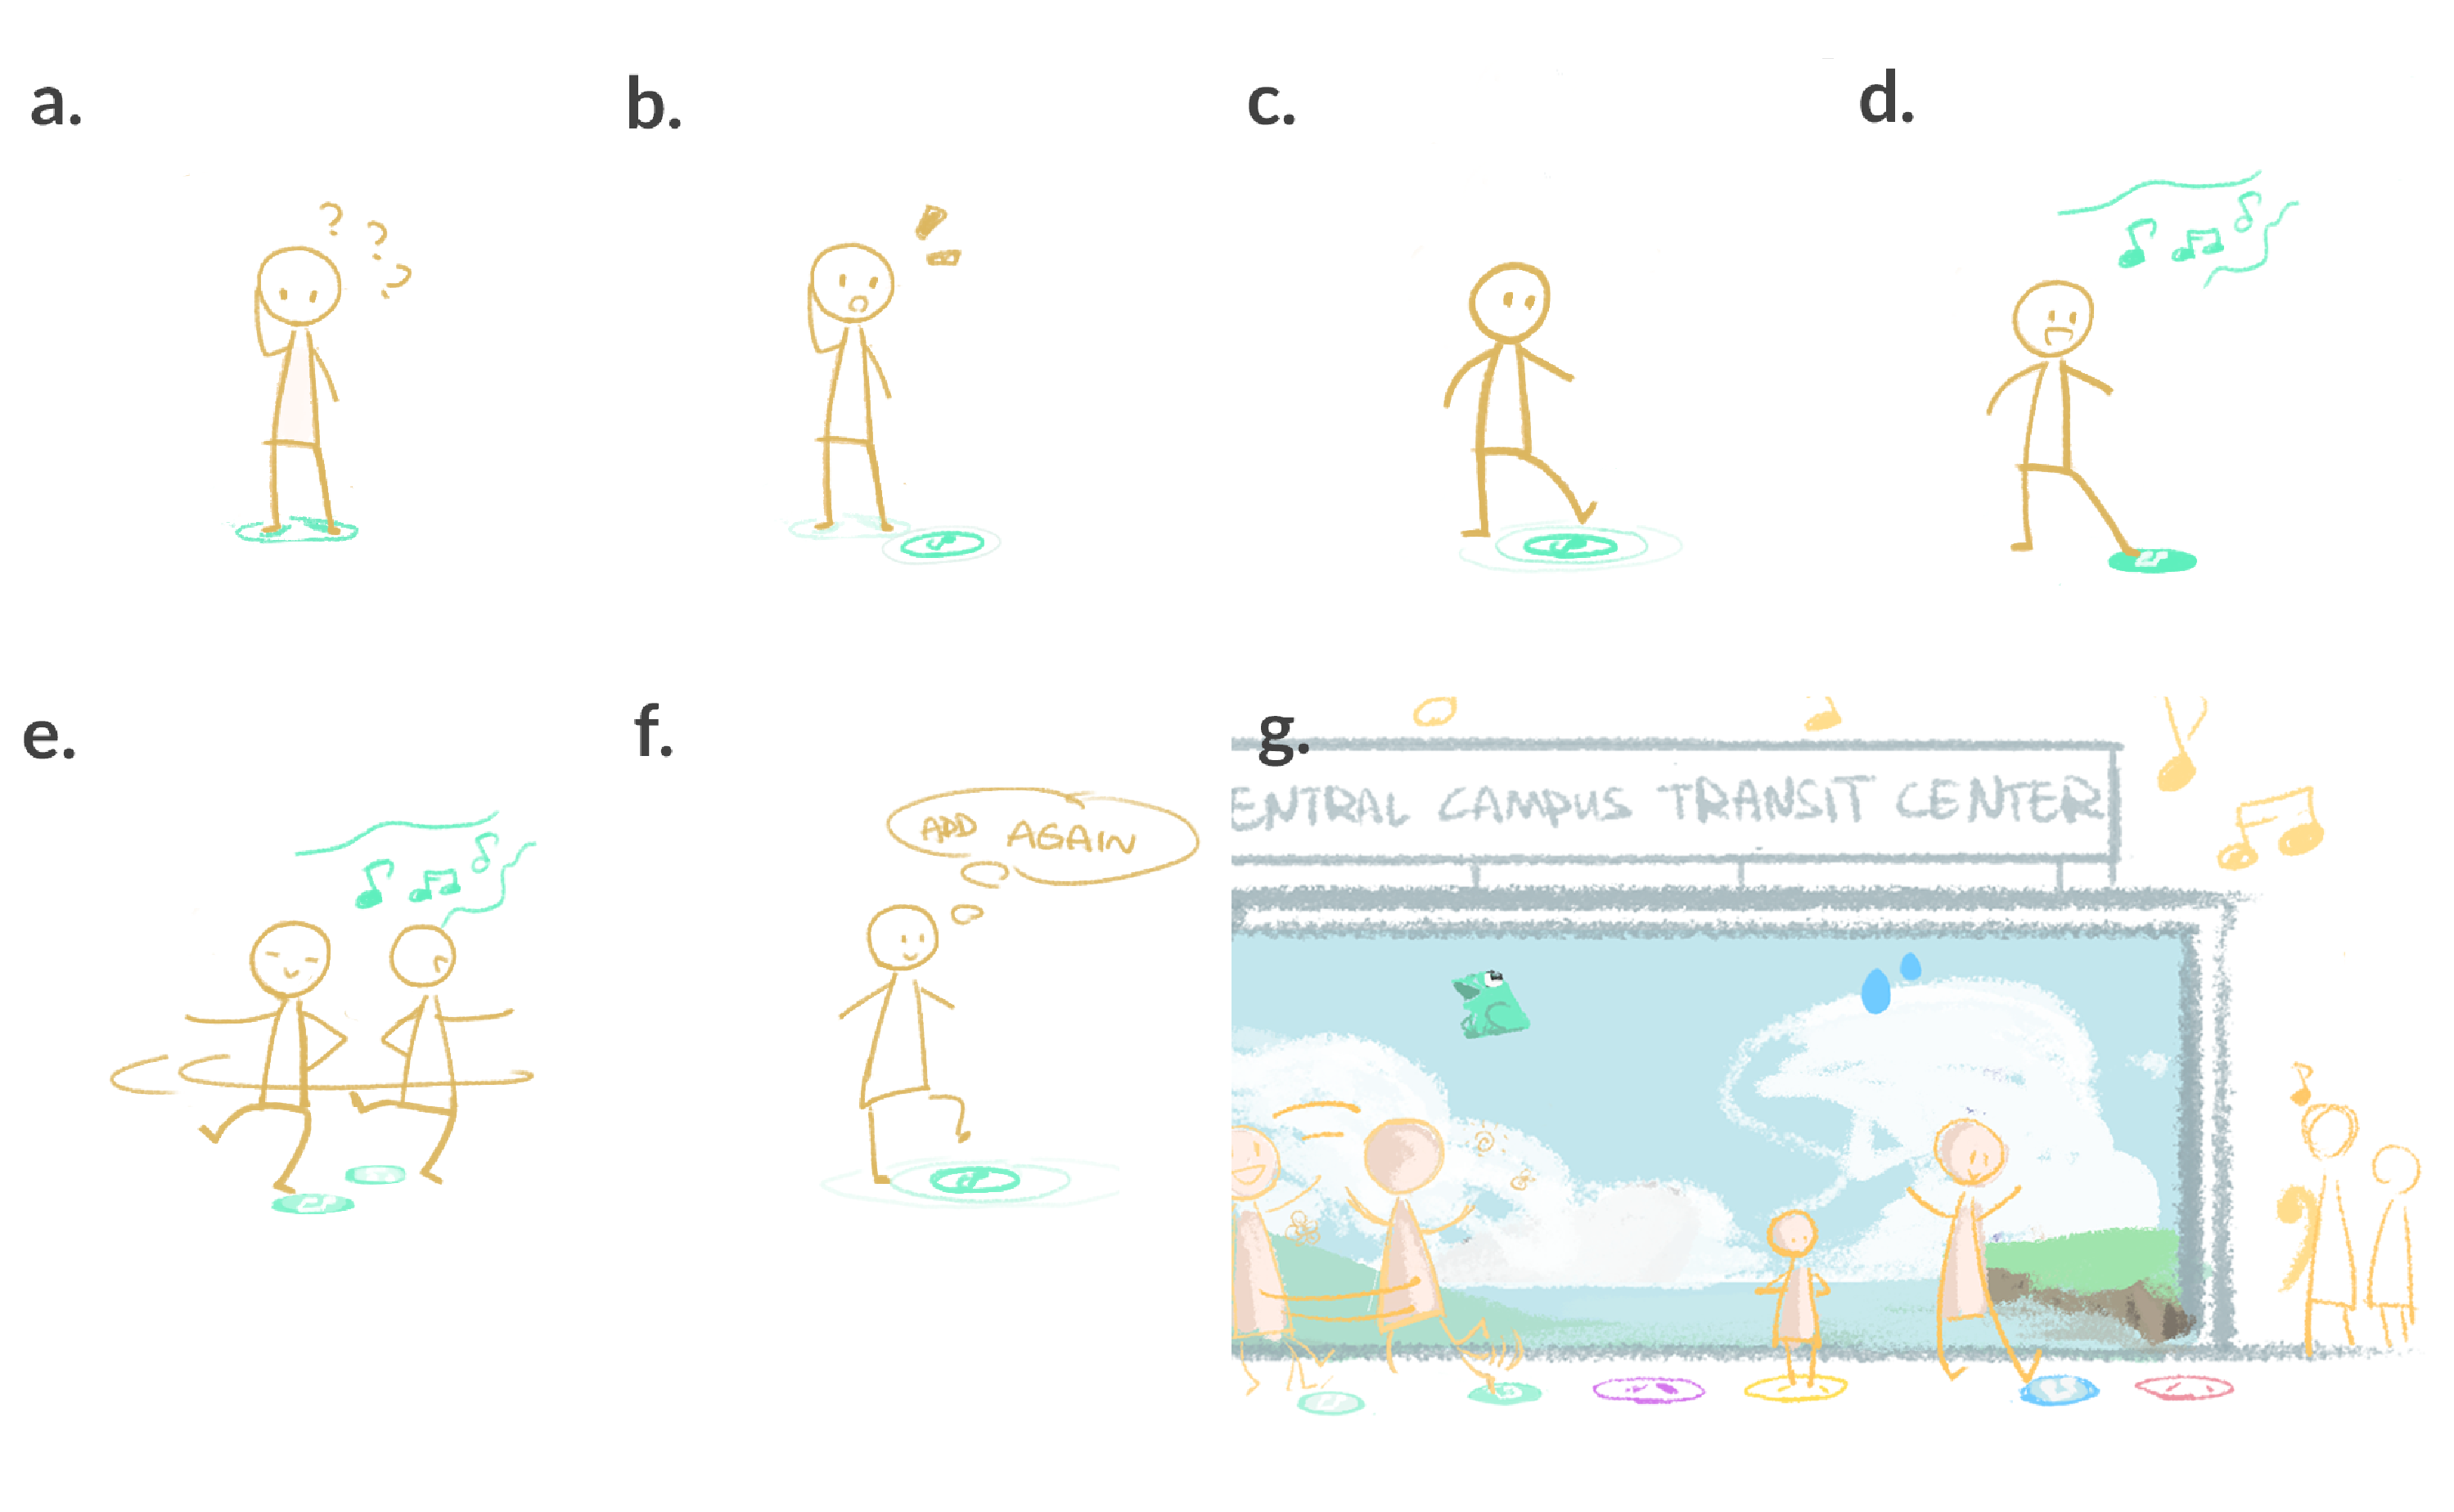 a.
b.
c.
d.
? ? ?
!
e.
f.
g.
ADD AGAIN
ENTRAL CAMPUS TRANSIT CENTER